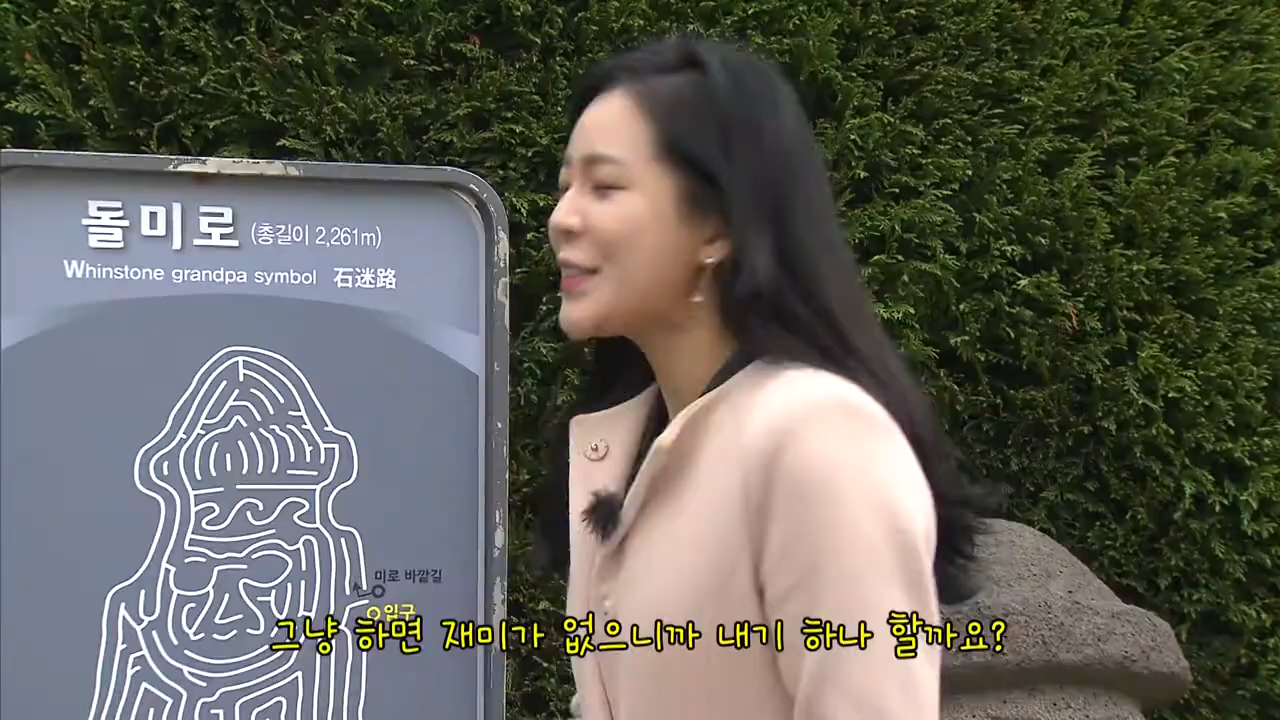 돌미로 (총길이 2,261m)
Whinstone grandpa symbol 石迷路
미로 바깥길
입구
그냥 하면 재미가 없으니까 내기 하나 할까요?